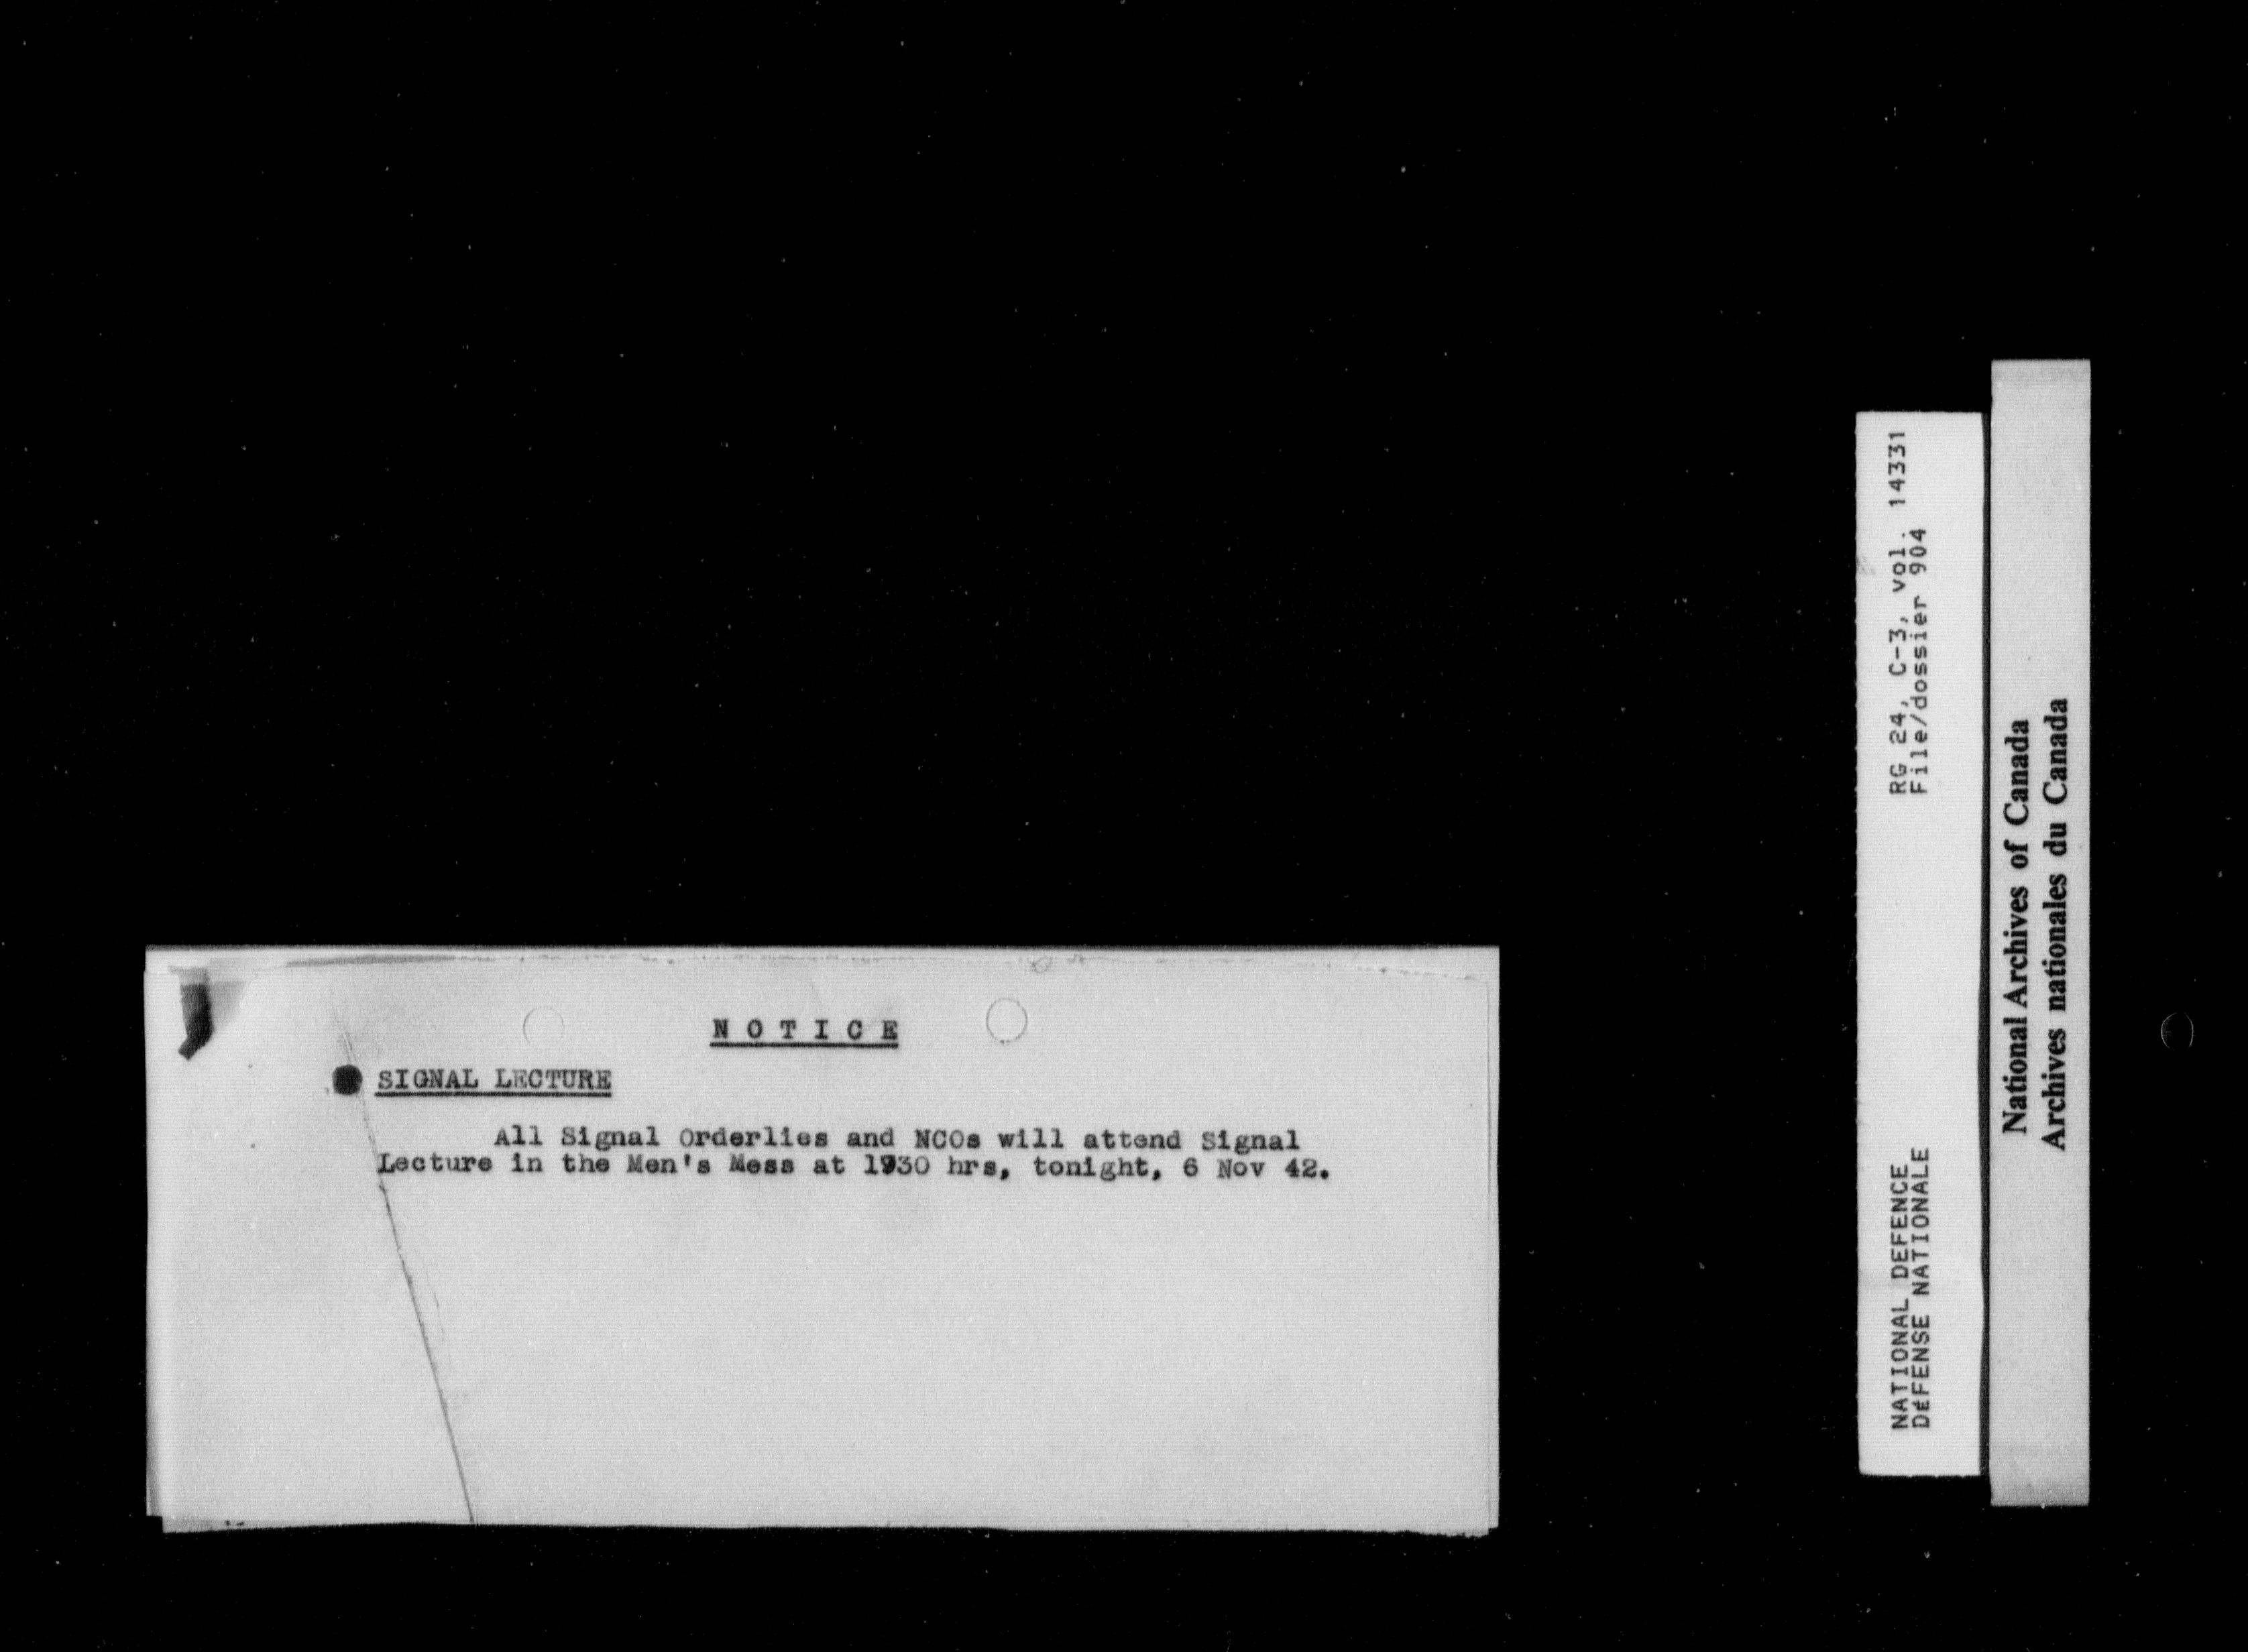 N O T I C E
SIGNAL LECTURE
All Signal Orderlies and NCOs will attend Signal
Lecture in the Men's Mess at 1930 hrs, tonight, 6 Nov 42.
NATIONAL DEFENCE RG 24, C-3, vol. 14331
DÉFENSE NATIONALE File/dossier 904
National Archives of Canada
Archives nationales du Canada